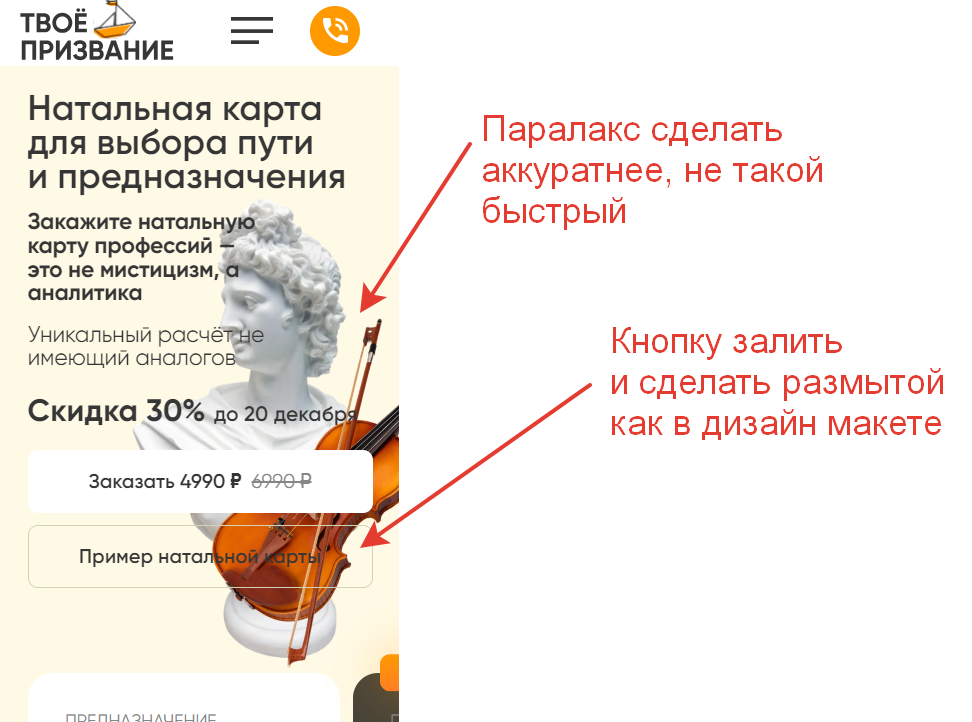 ТВОЁ
ПРИЗВАНИЕ
Натальная карта
для выбора пути
и предназначения
Закажите натальную
карту профессий —
это не мистицизм, а
аналитика
Уникальный расчёт не
имеющий аналогов
Скидка 30% до 20 декабря
Заказать 4990 ₽ 6990 ₽
Пример натальной карты
ПРЕДНАЗНАЧЕНИЕ
Паралакс сделать
аккуратнее, не такой
быстрый
Кнопку залить
и сделать размытой
как в дизайн макете